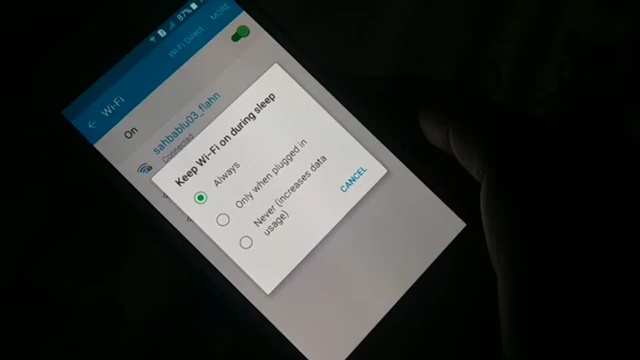 87%
Wi-Fi Direct MORE
Wi-Fi
On
sahbablu03_flahn
Connected
Keep Wi-Fi on during sleep
Always
Only when plugged in
Never (increases data
usage)
CANCEL